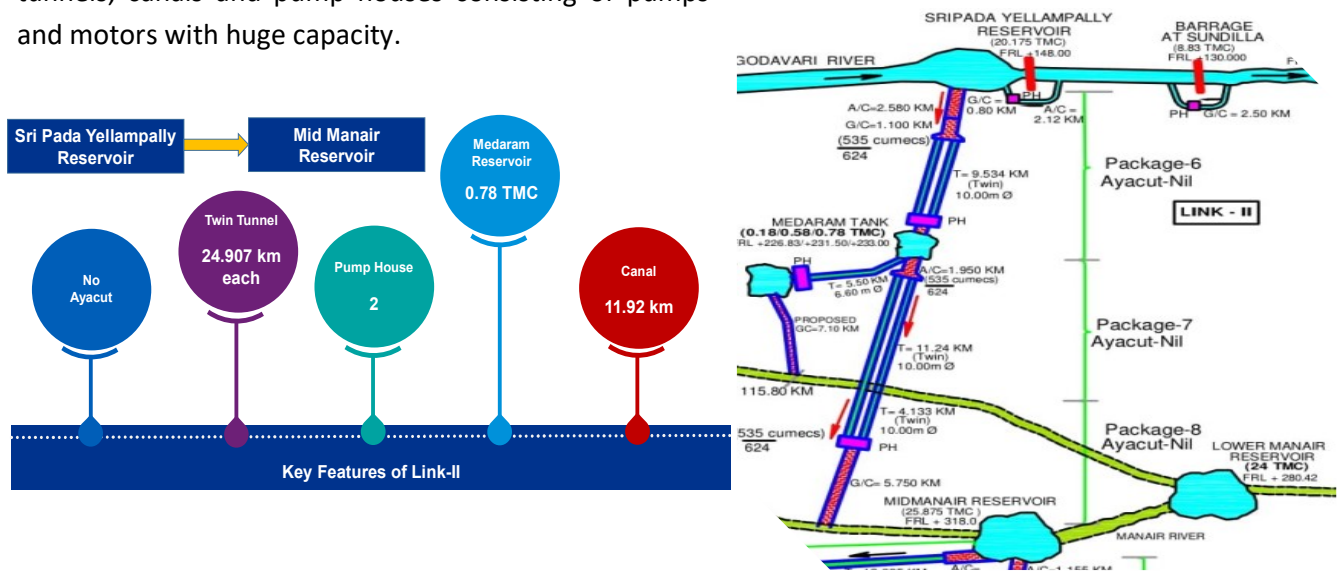 tunnels, canals and pump houses consisting of pumps
and motors with huge capacity.
Sri Pada Yellampally
Reservoir
Mid Manair
Reservoir
Medaram
Reservoir
0.78 TMC
Twin Tunnel
24.907 km
each
No
Ayacut
Pump House
2
Canal
11.92 km
Key Features of Link-II
SRIPADA YELLAMPALLY
RESERVOIR
(20.175 TMC)
FRL +148.00
BARRAGE
AT SUNDILLA
(8.83 TMC)
FRL +130.000
GODAVARI RIVER
A/C=2.580 KM
G/C=1.100 KM
(535 cumecs)
624
G/C =
0.80 KM
PH
A/C=
2.12 KM
PH
G/C = 2.50 KM
T= 9.534 KM
(Twin)
10.00m Ø
Package-6
Ayacut-Nil
LINK - II
PH
MEDARAM TANK
(0.18/0.58/0.78 TMC)
FRL +226.83/+231.50/+233.00
PH
T= 5.50 KM
6.60 m Ø
A/C=1.950 KM
(535 cumecs)
624
PROPOSED
GC=7.10 KM
Package-7
Ayacut-Nil
T= 11.24 KM
(Twin)
10.00m Ø
115.80 KM
T= 4.133 KM
(Twin)
10.00m Ø
535 cumecs)
624
PH
Package-8
Ayacut-Nil
LOWER MANAIR
RESERVOIR
(24 TMC)
FRL + 280.42
G/C= 5.750 KM
MIDMANAIR RESERVOIR
(25.875 TMC )
FRL + 318.0
MANAIR RIVER
A/C=
A/C=1.155 KM